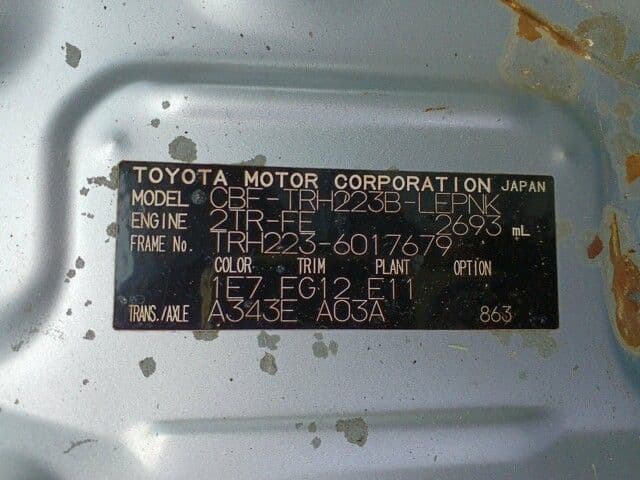 TOYOTA MOTOR CORPORATION JAPAN
MODEL CBF-TRH223B-LEPNK
ENGINE 2TR-FE 2693 mL
FRAME No. TRH223-6017679
COLOR TRIM PLANT OPTION
1E7 FG12 E11
TRANS./AXLE A343E A03A 863